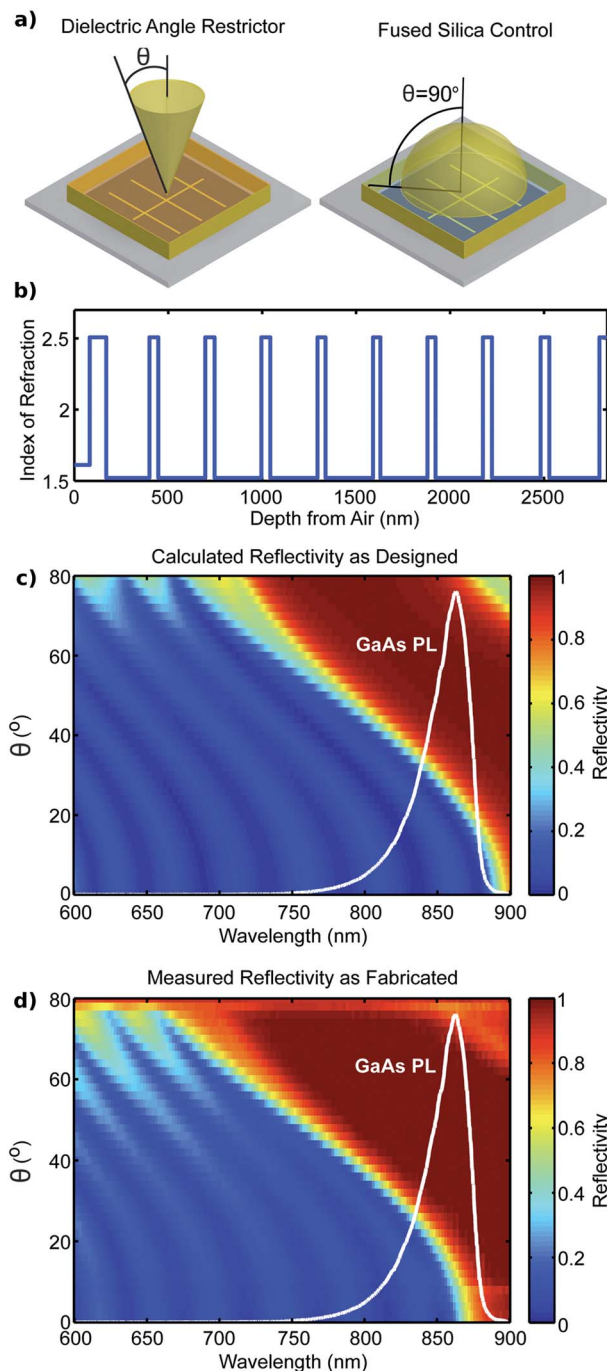 a)
Dielectric Angle Restrictor
Fused Silica Control
θ
θ=90°
b)
2.5
2
1.5
Index of Refraction
0 500 1000 1500 2000 2500
Depth from Air (nm)
c)
Calculated Reflectivity as Designed
80
60
40
20
0
θ (°)
GaAs PL
600 650 700 750 800 850 900
Wavelength (nm)
1
0.8
0.6
0.4
0.2
0
Reflectivity
d)
Measured Reflectivity as Fabricated
80
60
40
20
0
θ (°)
GaAs PL
600 650 700 750 800 850 900
Wavelength (nm)
1
0.8
0.6
0.4
0.2
0
Reflectivity